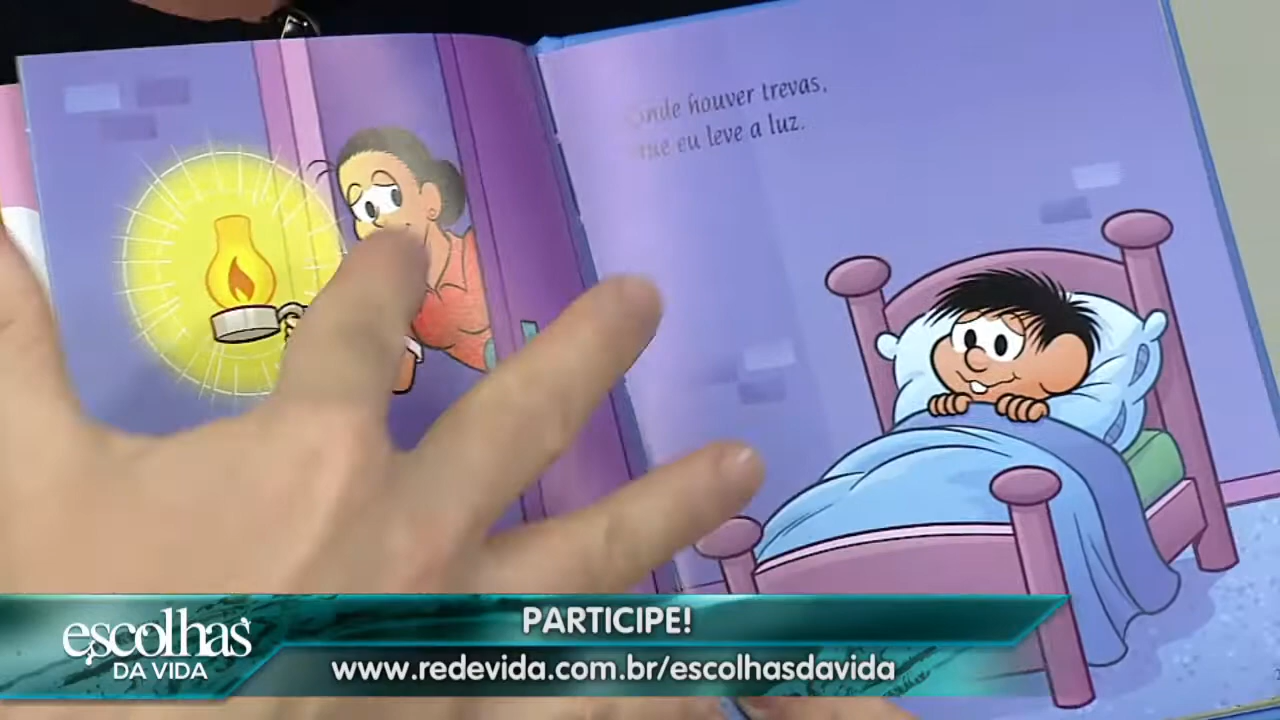 Onde houver trevas,
que eu leve a luz.
escolhas
DA VIDA
PARTICIPE!
www.redevida.com.br/escolhasdavida